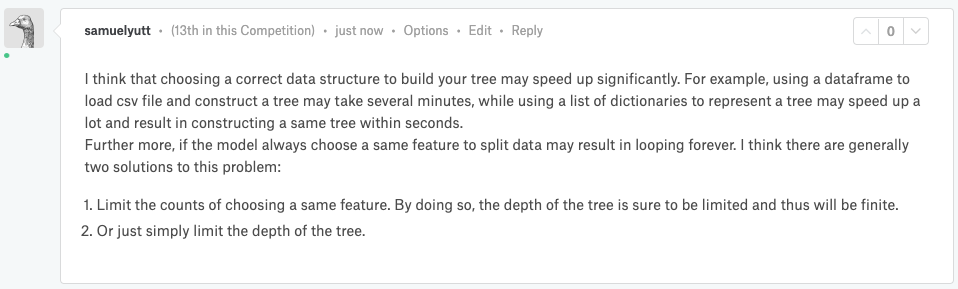 samuelyutt • (13th in this Competition) • just now • Options • Edit • Reply
0
I think that choosing a correct data structure to build your tree may speed up significantly. For example, using a dataframe to
load csv file and construct a tree may take several minutes, while using a list of dictionaries to represent a tree may speed up a
lot and result in constructing a same tree within seconds.
Further more, if the model always choose a same feature to split data may result in looping forever. I think there are generally
two solutions to this problem:
1. Limit the counts of choosing a same feature. By doing so, the depth of the tree is sure to be limited and thus will be finite.
2. Or just simply limit the depth of the tree.